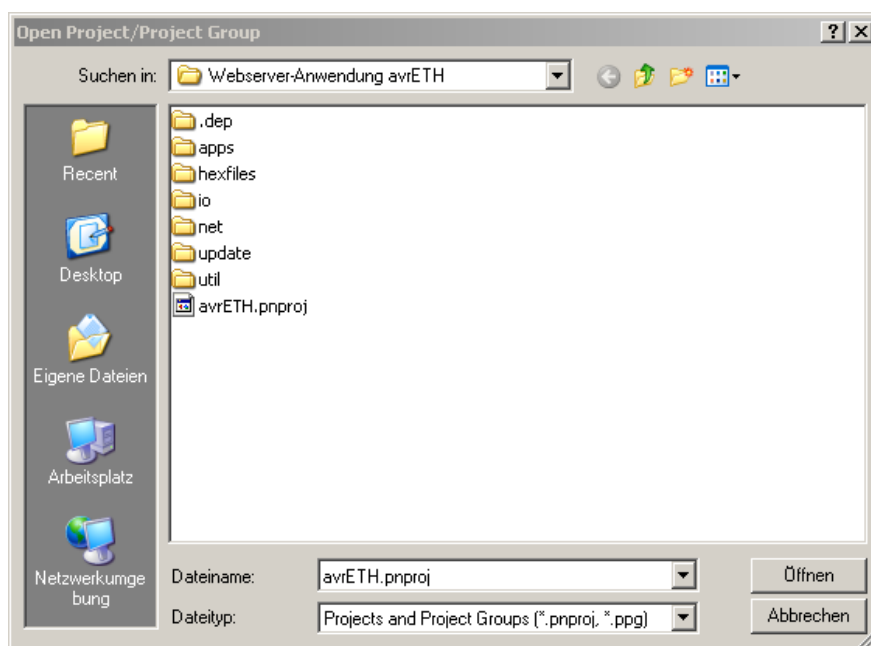 Open Project/Project Group
Suchen in:
Webserver-Anwendung avrETH
.dep
apps
hexfiles
io
net
update
util
avrETH.pnproj
Recent
Desktop
Eigene Dateien
Arbeitsplatz
Netzwerkumge
bung
Dateiname:
avrETH.pnproj
Öffnen
Dateityp:
Projects and Project Groups (*.pnproj, *.ppg)
Abbrechen